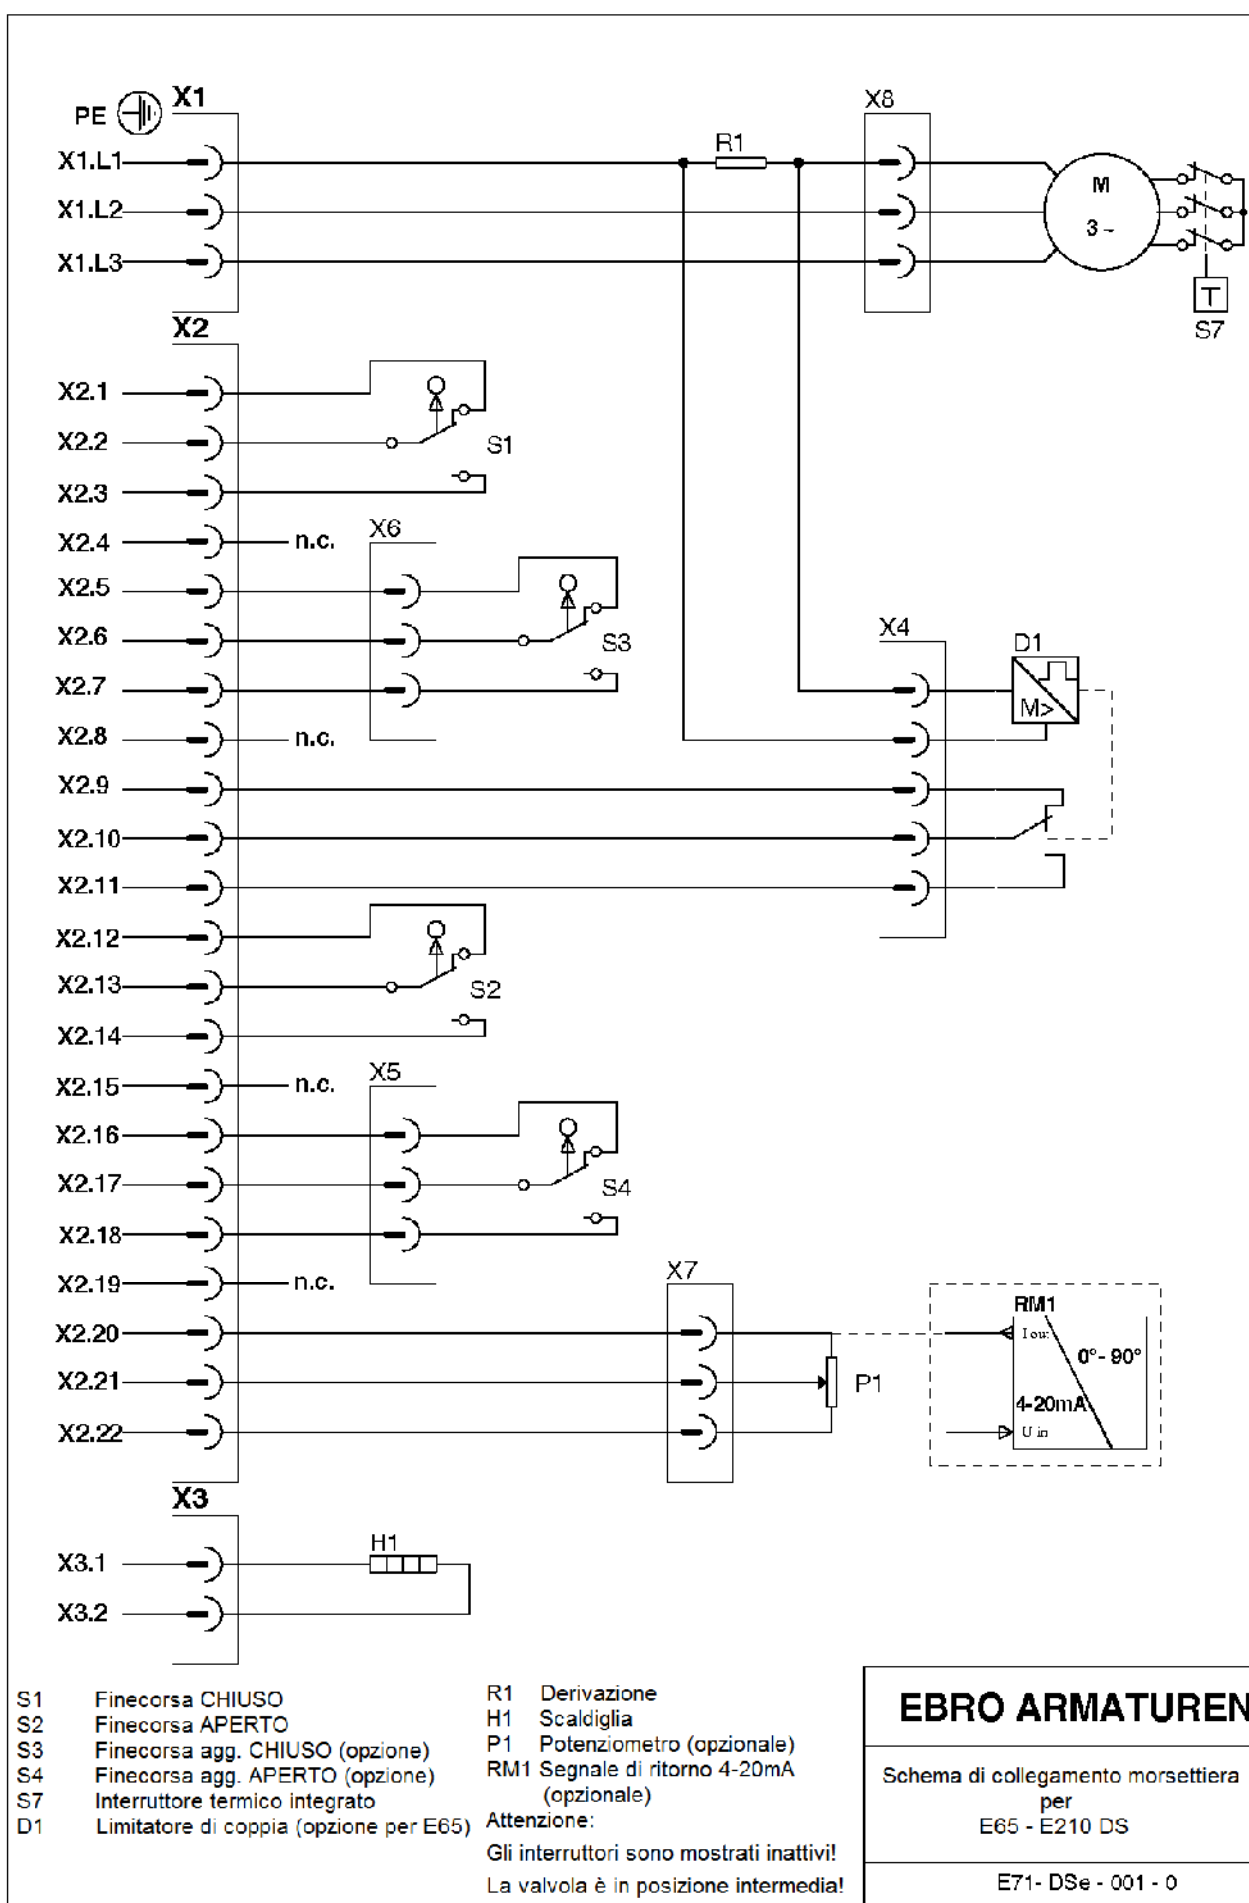 PE
X1
X8
X1.L1
R1
X1.L2
M
3 ~
X1.L3
T
S7
X2
X2.1
X2.2
S1
X2.3
X2.4
n.c.
X6
X2.5
X2.6
S3
X4
D1
X2.7
M>
X2.8
n.c.
X2.9
X2.10
X2.11
X2.12
X2.13
S2
X2.14
X2.15
n.c.
X5
X2.16
X2.17
S4
X2.18
X2.19
n.c.
X7
RM1
X2.20
I out
0°- 90°
X2.21
P1
4-20mA
X2.22
U in
X3
H1
X3.1
X3.2
S1 Finecorsa CHIUSO
S2 Finecorsa APERTO
S3 Finecorsa agg. CHIUSO (opzione)
S4 Finecorsa agg. APERTO (opzione)
S7 Interruttore termico integrato
D1 Limitatore di coppia (opzione per E65)
R1 Derivazione
H1 Scaldiglia
P1 Potenziometro (opzionale)
RM1 Segnale di ritorno 4-20mA
(opzionale)
Attenzione:
Gli interruttori sono mostrati inattivi!
La valvola è in posizione intermedia!
EBRO ARMATUREN
Schema di collegamento morsettiera
per
E65 - E210 DS
E71- DSe - 001 - 0